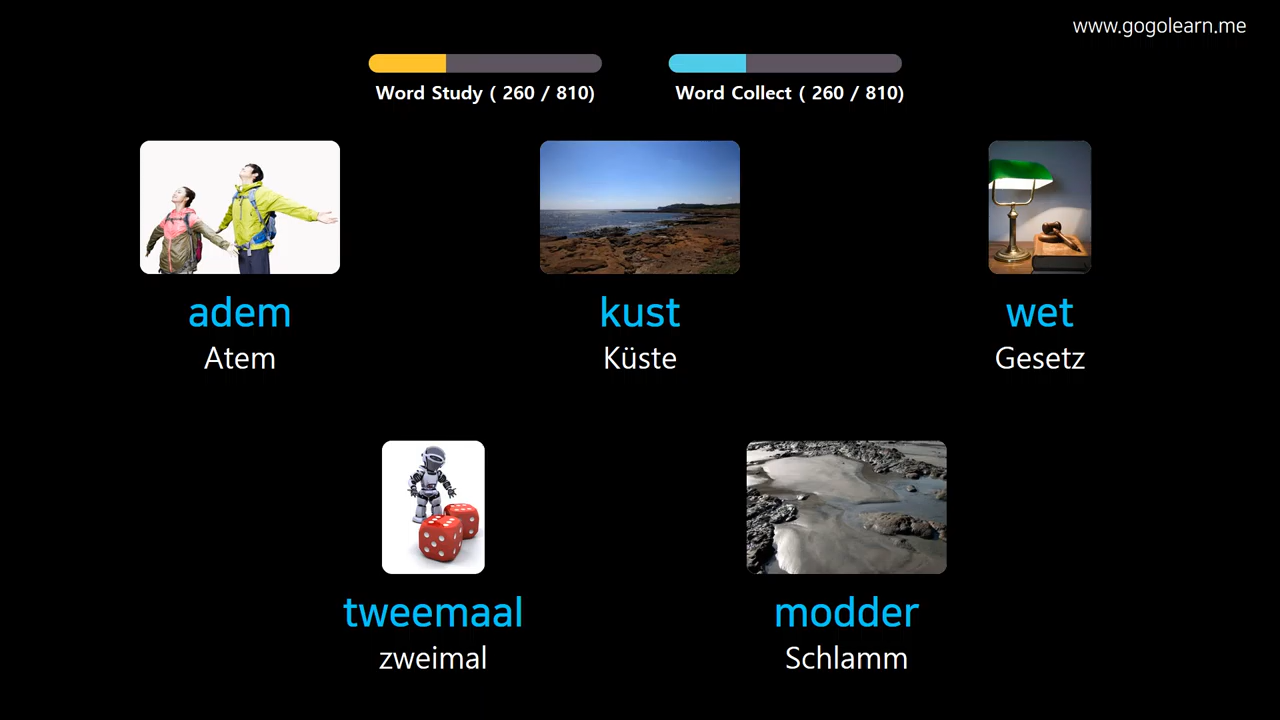 www.gogolearn.me
Word Study ( 260 / 810)
Word Collect ( 260 / 810)
adem
Atem
kust
Küste
wet
Gesetz
tweemaal
zweimal
modder
Schlamm